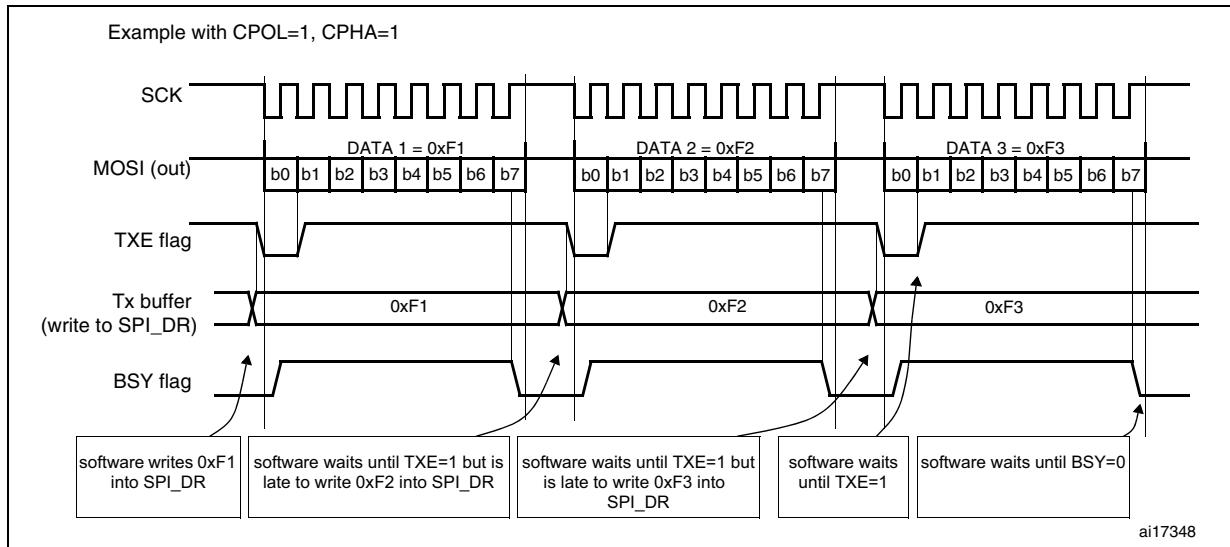 Example with CPOL=1, CPHA=1
SCK
DATA 1 = 0xF1 DATA 2 = 0xF2 DATA 3 = 0xF3
MOSI (out)
b0 b1 b2 b3 b4 b5 b6 b7 b0 b1 b2 b3 b4 b5 b6 b7 b0 b1 b2 b3 b4 b5 b6 b7
TXE flag
Tx buffer
(write to SPI_DR)
0xF1 0xF2 0xF3
BSY flag
software writes 0xF1
into SPI_DR
software waits until TXE=1 but is
late to write 0xF2 into SPI_DR
software waits until TXE=1 but
is late to write 0xF3 into
SPI_DR
software waits
until TXE=1
software waits until BSY=0
ai17348